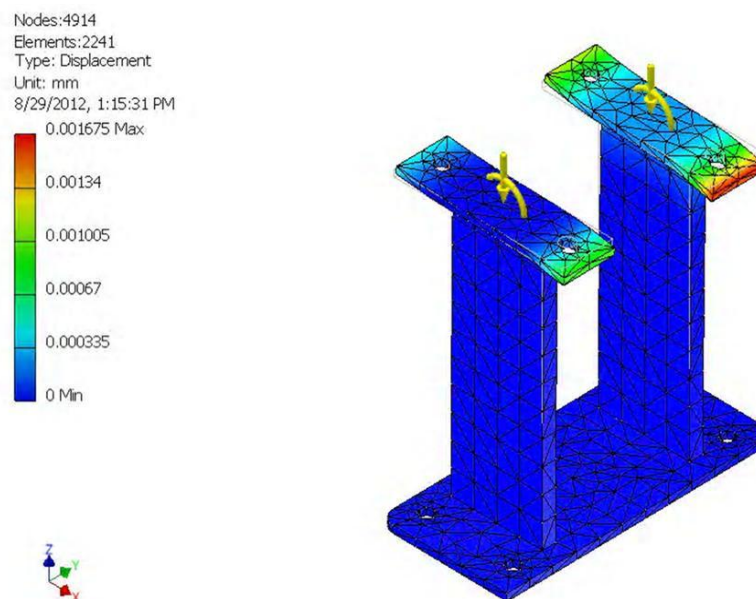 Nodes:4914
Elements:2241
Type: Displacement
Unit: mm
8/29/2012, 1:15:31 PM
0.001675 Max
0.00134
0.001005
0.00067
0.000335
0 Min
Z
Y
X